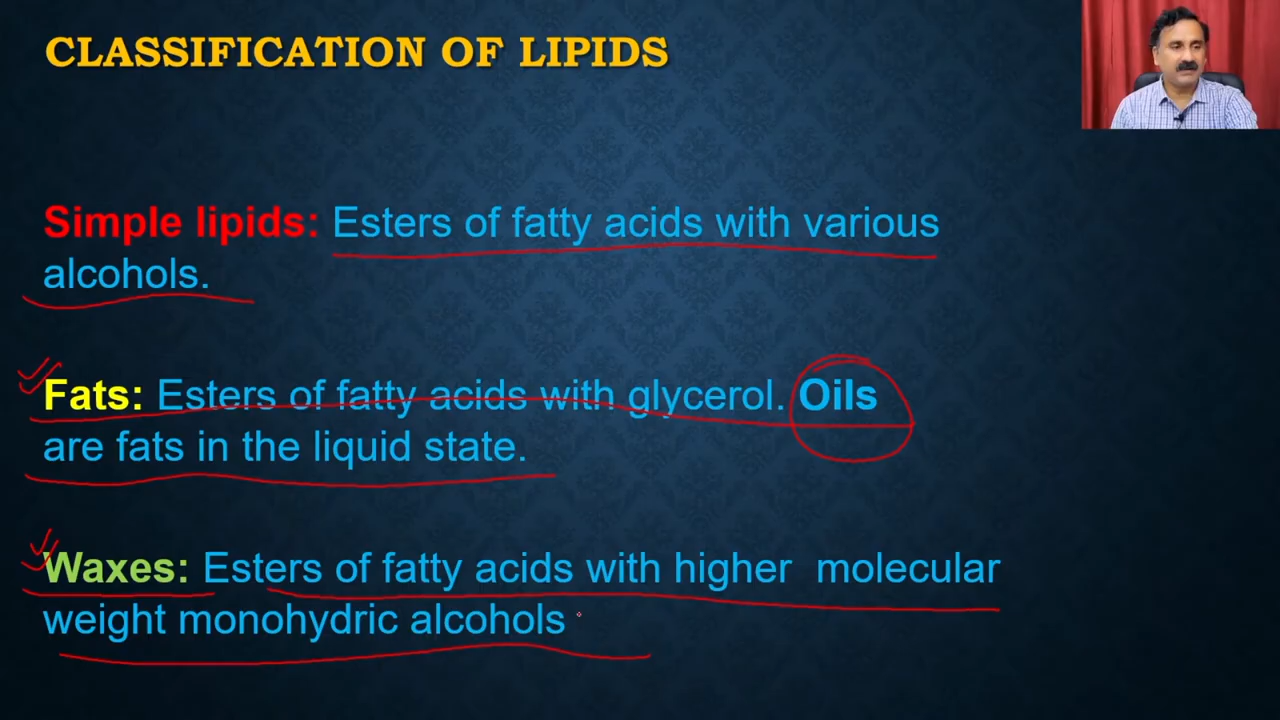 CLASSIFICATION OF LIPIDS
Simple lipids: Esters of fatty acids with various
alcohols.
Fats: Esters of fatty acids with glycerol. Oils
are fats in the liquid state.
Waxes: Esters of fatty acids with higher molecular
weight monohydric alcohols